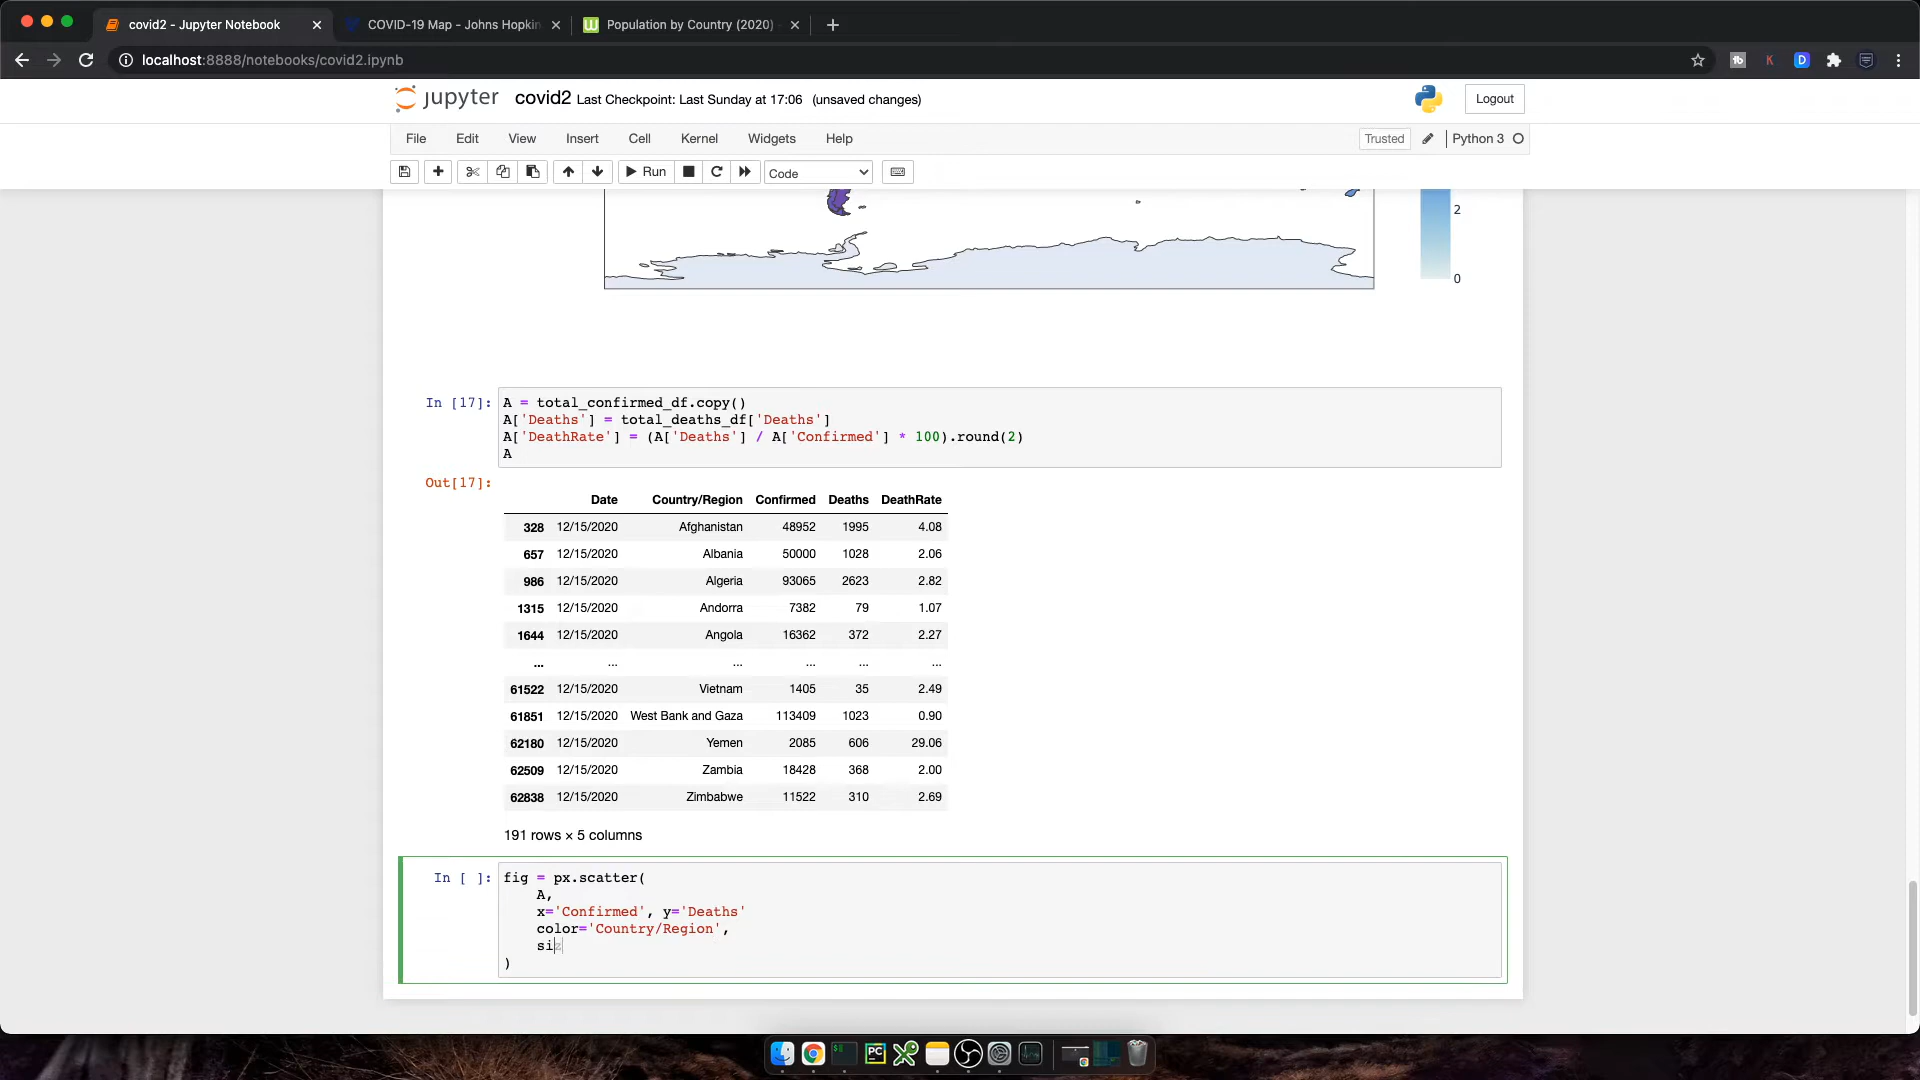 covid2 - Jupyter Notebook
COVID-19 Map - Johns Hopkin
Population by Country (2020)
localhost:8888/notebooks/covid2.ipynb
jupyter covid2 Last Checkpoint: Last Sunday at 17:06 (unsaved changes)
Logout
File Edit View Insert Cell Kernel Widgets Help
Trusted
Python 3
Run
Code
2
0
In [17]: A = total_confirmed_df.copy()
A['Deaths'] = total_deaths_df['Deaths']
A['DeathRate'] = (A['Deaths'] / A['Confirmed'] * 100).round(2)
A
Out[17]:
Date Country/Region Confirmed Deaths DeathRate
328 12/15/2020 Afghanistan 48952 1995 4.08
657 12/15/2020 Albania 50000 1028 2.06
986 12/15/2020 Algeria 93065 2623 2.82
1315 12/15/2020 Andorra 7382 79 1.07
1644 12/15/2020 Angola 16362 372 2.27
... ... ... ... ... ...
61522 12/15/2020 Vietnam 1405 35 2.49
61851 12/15/2020 West Bank and Gaza 113409 1023 0.90
62180 12/15/2020 Yemen 2085 606 29.06
62509 12/15/2020 Zambia 18428 368 2.00
62838 12/15/2020 Zimbabwe 11522 310 2.69
191 rows × 5 columns
In [ ]: fig = px.scatter(
A,
x='Confirmed', y='Deaths'
color='Country/Region',
siz
)